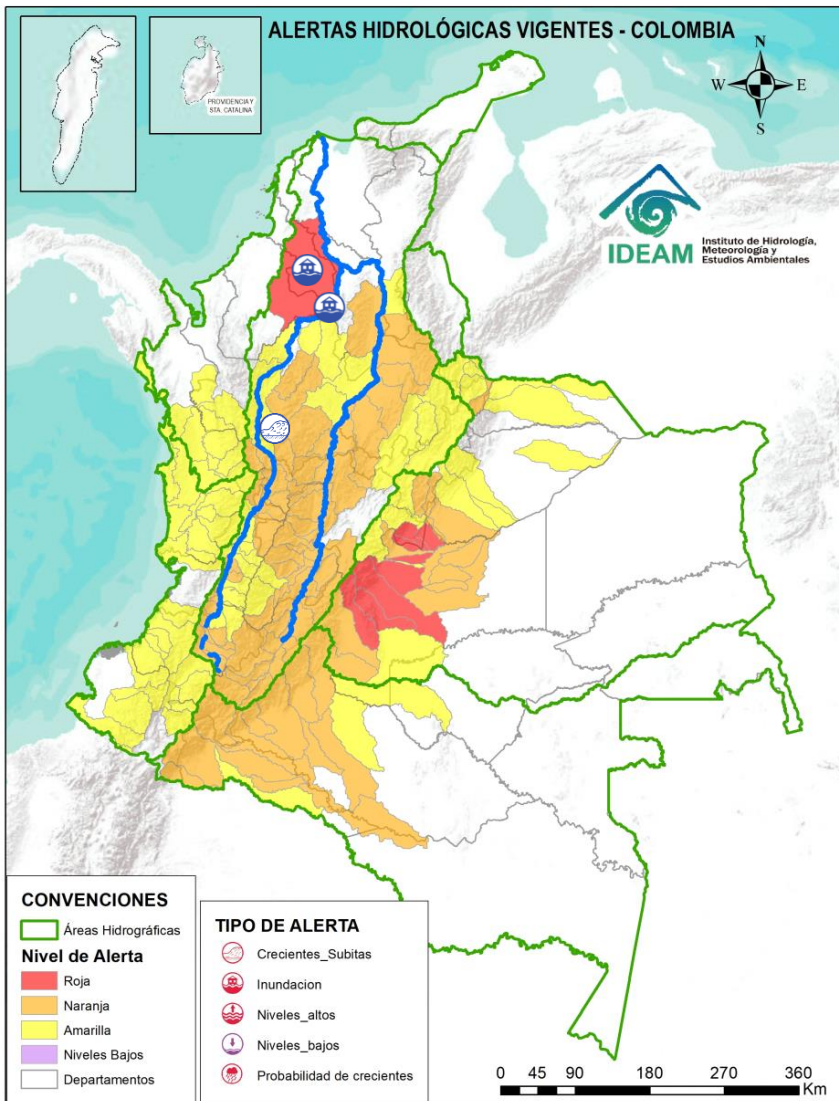 ALERTAS HIDROLÓGICAS VIGENTES - COLOMBIA
PROVIDENCIA Y
STA. CATALINA
N
W
E
S
IDEAM
Instituto de Hidrología,
Meteorología y
Estudios Ambientales
CONVENCIONES
Áreas Hidrográficas
Nivel de Alerta
Roja
Naranja
Amarilla
Niveles Bajos
Departamentos
TIPO DE ALERTA
Crecientes_Subitas
Inundacion
Niveles_altos
Niveles_bajos
Probabilidad de crecientes
0 45 90 180 270 360
Km